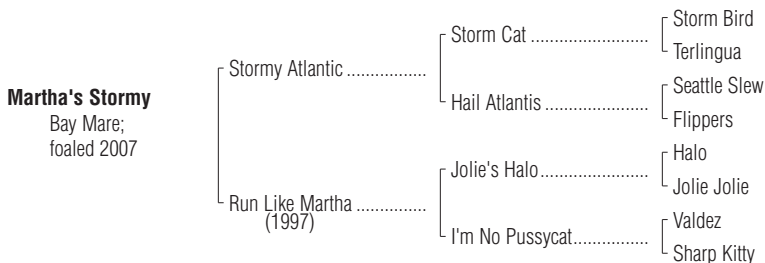 Storm Bird
Storm Cat ..........................
Terlingua
Stormy Atlantic .................
Seattle Slew
Martha's Stormy
Hail Atlantis .......................
Bay Mare;
Flippers
foaled 2007
Halo
Jolie's Halo ........................
Jolie Jolie
Run Like Martha ...............
(1997)
Valdez
I'm No Pussycat.................
Sharp Kitty